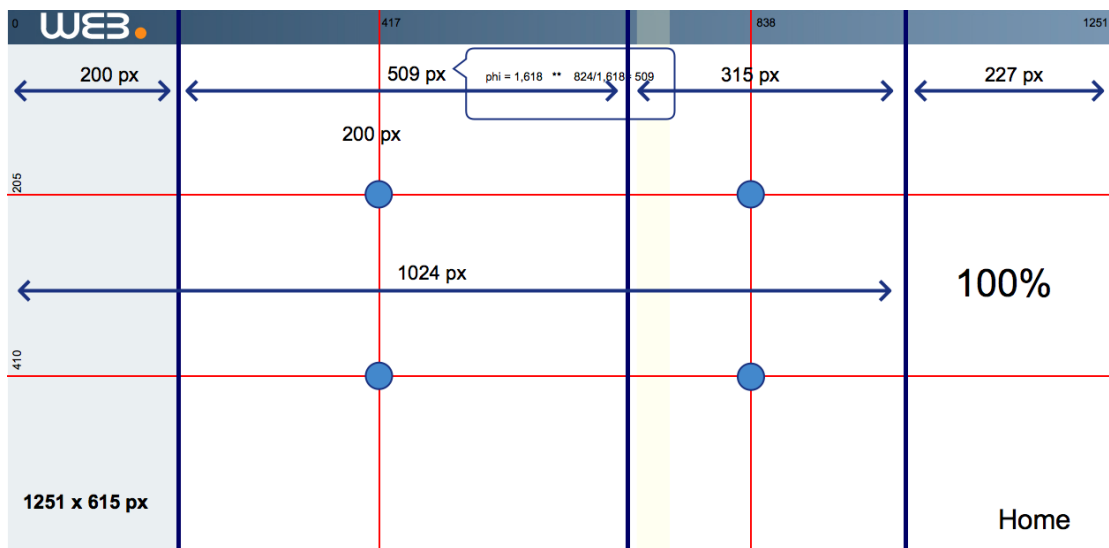 0
WEB.
417
838
1251
200 px
509 px
phi = 1,618 ** 824/1,618= 509
315 px
227 px
200 px
205
1024 px
100%
410
1251 x 615 px
Home